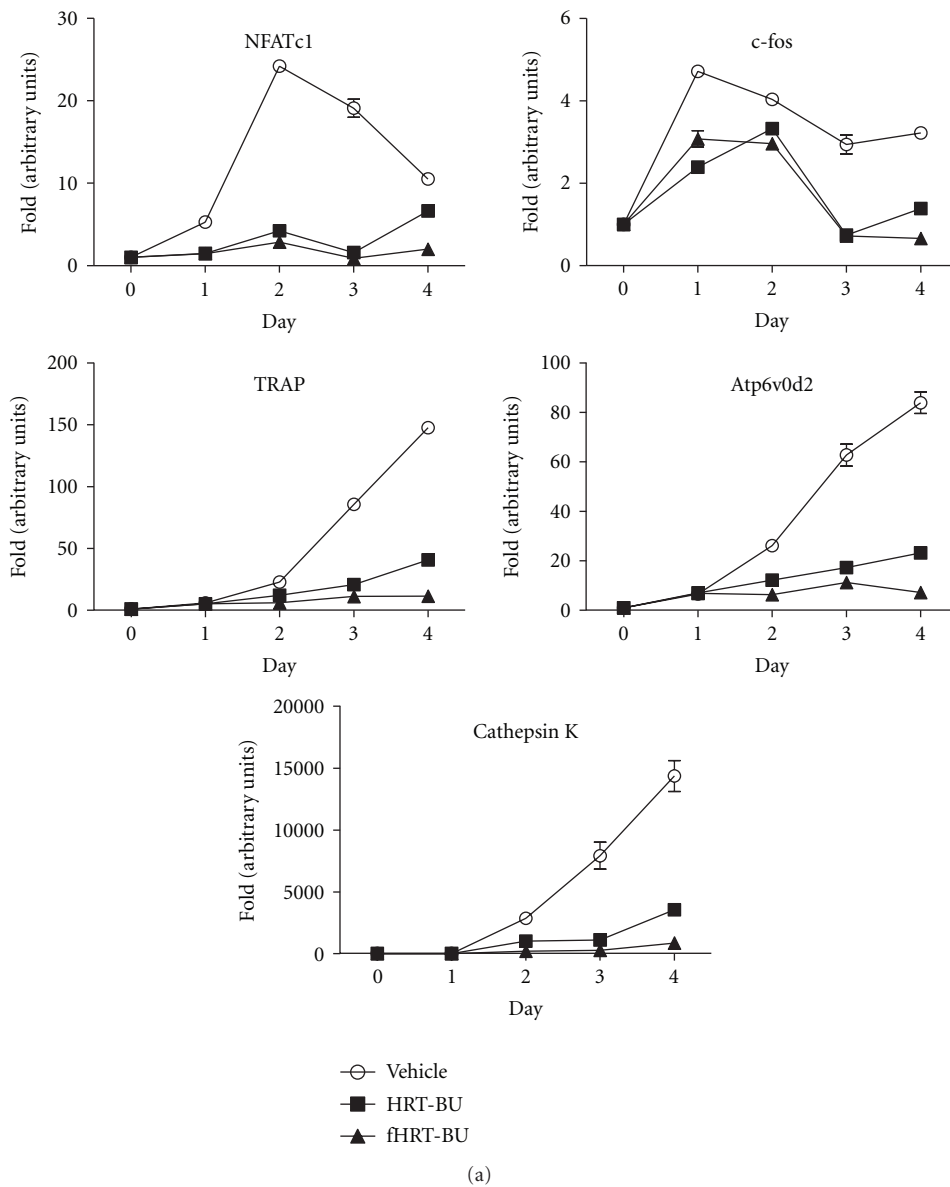 NFATc1
30
20
10
0
Fold (arbitrary units)
0 1 2 3 4
Day
c-fos
6
4
2
0
Fold (arbitrary units)
0 1 2 3 4
Day
TRAP
200
150
100
50
0
Fold (arbitrary units)
0 1 2 3 4
Day
Atp6v0d2
100
80
60
40
20
0
Fold (arbitrary units)
0 1 2 3 4
Day
Cathepsin K
20000
15000
10000
5000
0
Fold (arbitrary units)
0 1 2 3 4
Day
Vehicle
HRT-BU
fHRT-BU
(a)